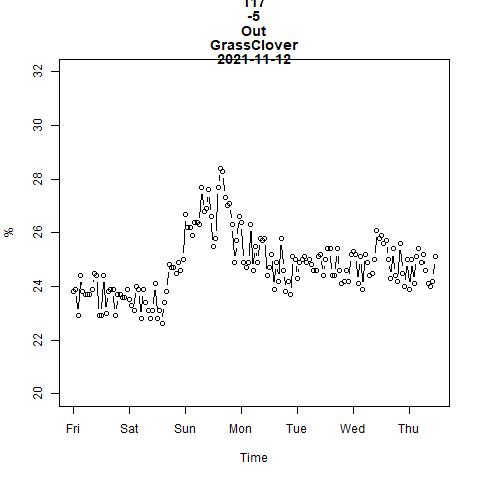 117
-5
Out
GrassClover
2021-11-12
%
32
30
28
26
24
22
20
Fri
Sat
Sun
Mon
Tue
Wed
Thu
Time